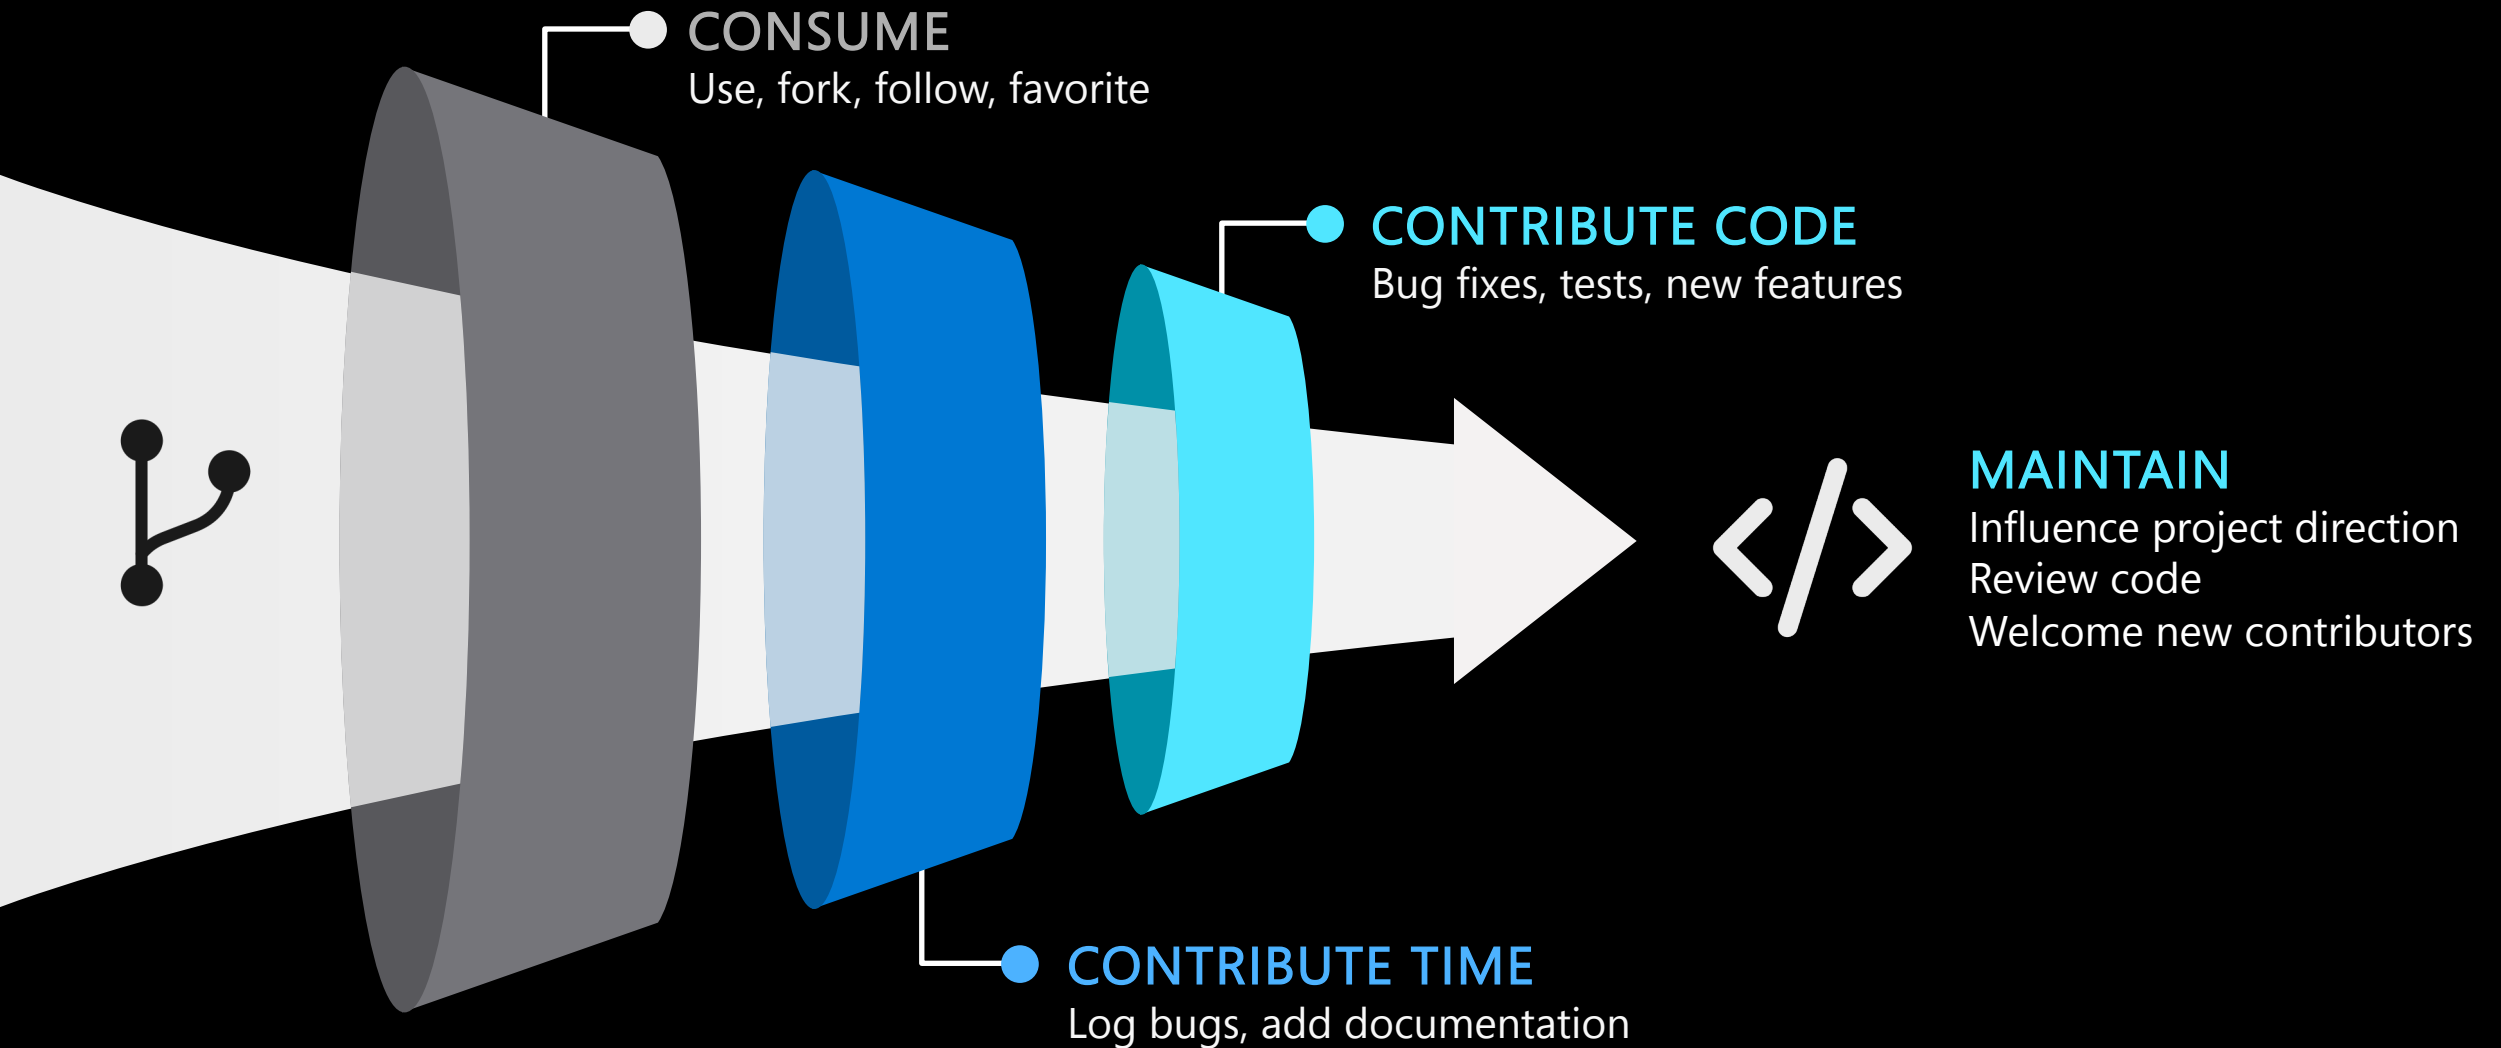 CONSUME
Use, fork, follow, favorite
CONTRIBUTE CODE
Bug fixes, tests, new features
MAINTAIN
Influence project direction
Review code
Welcome new contributors
CONTRIBUTE TIME
Log bugs, add documentation